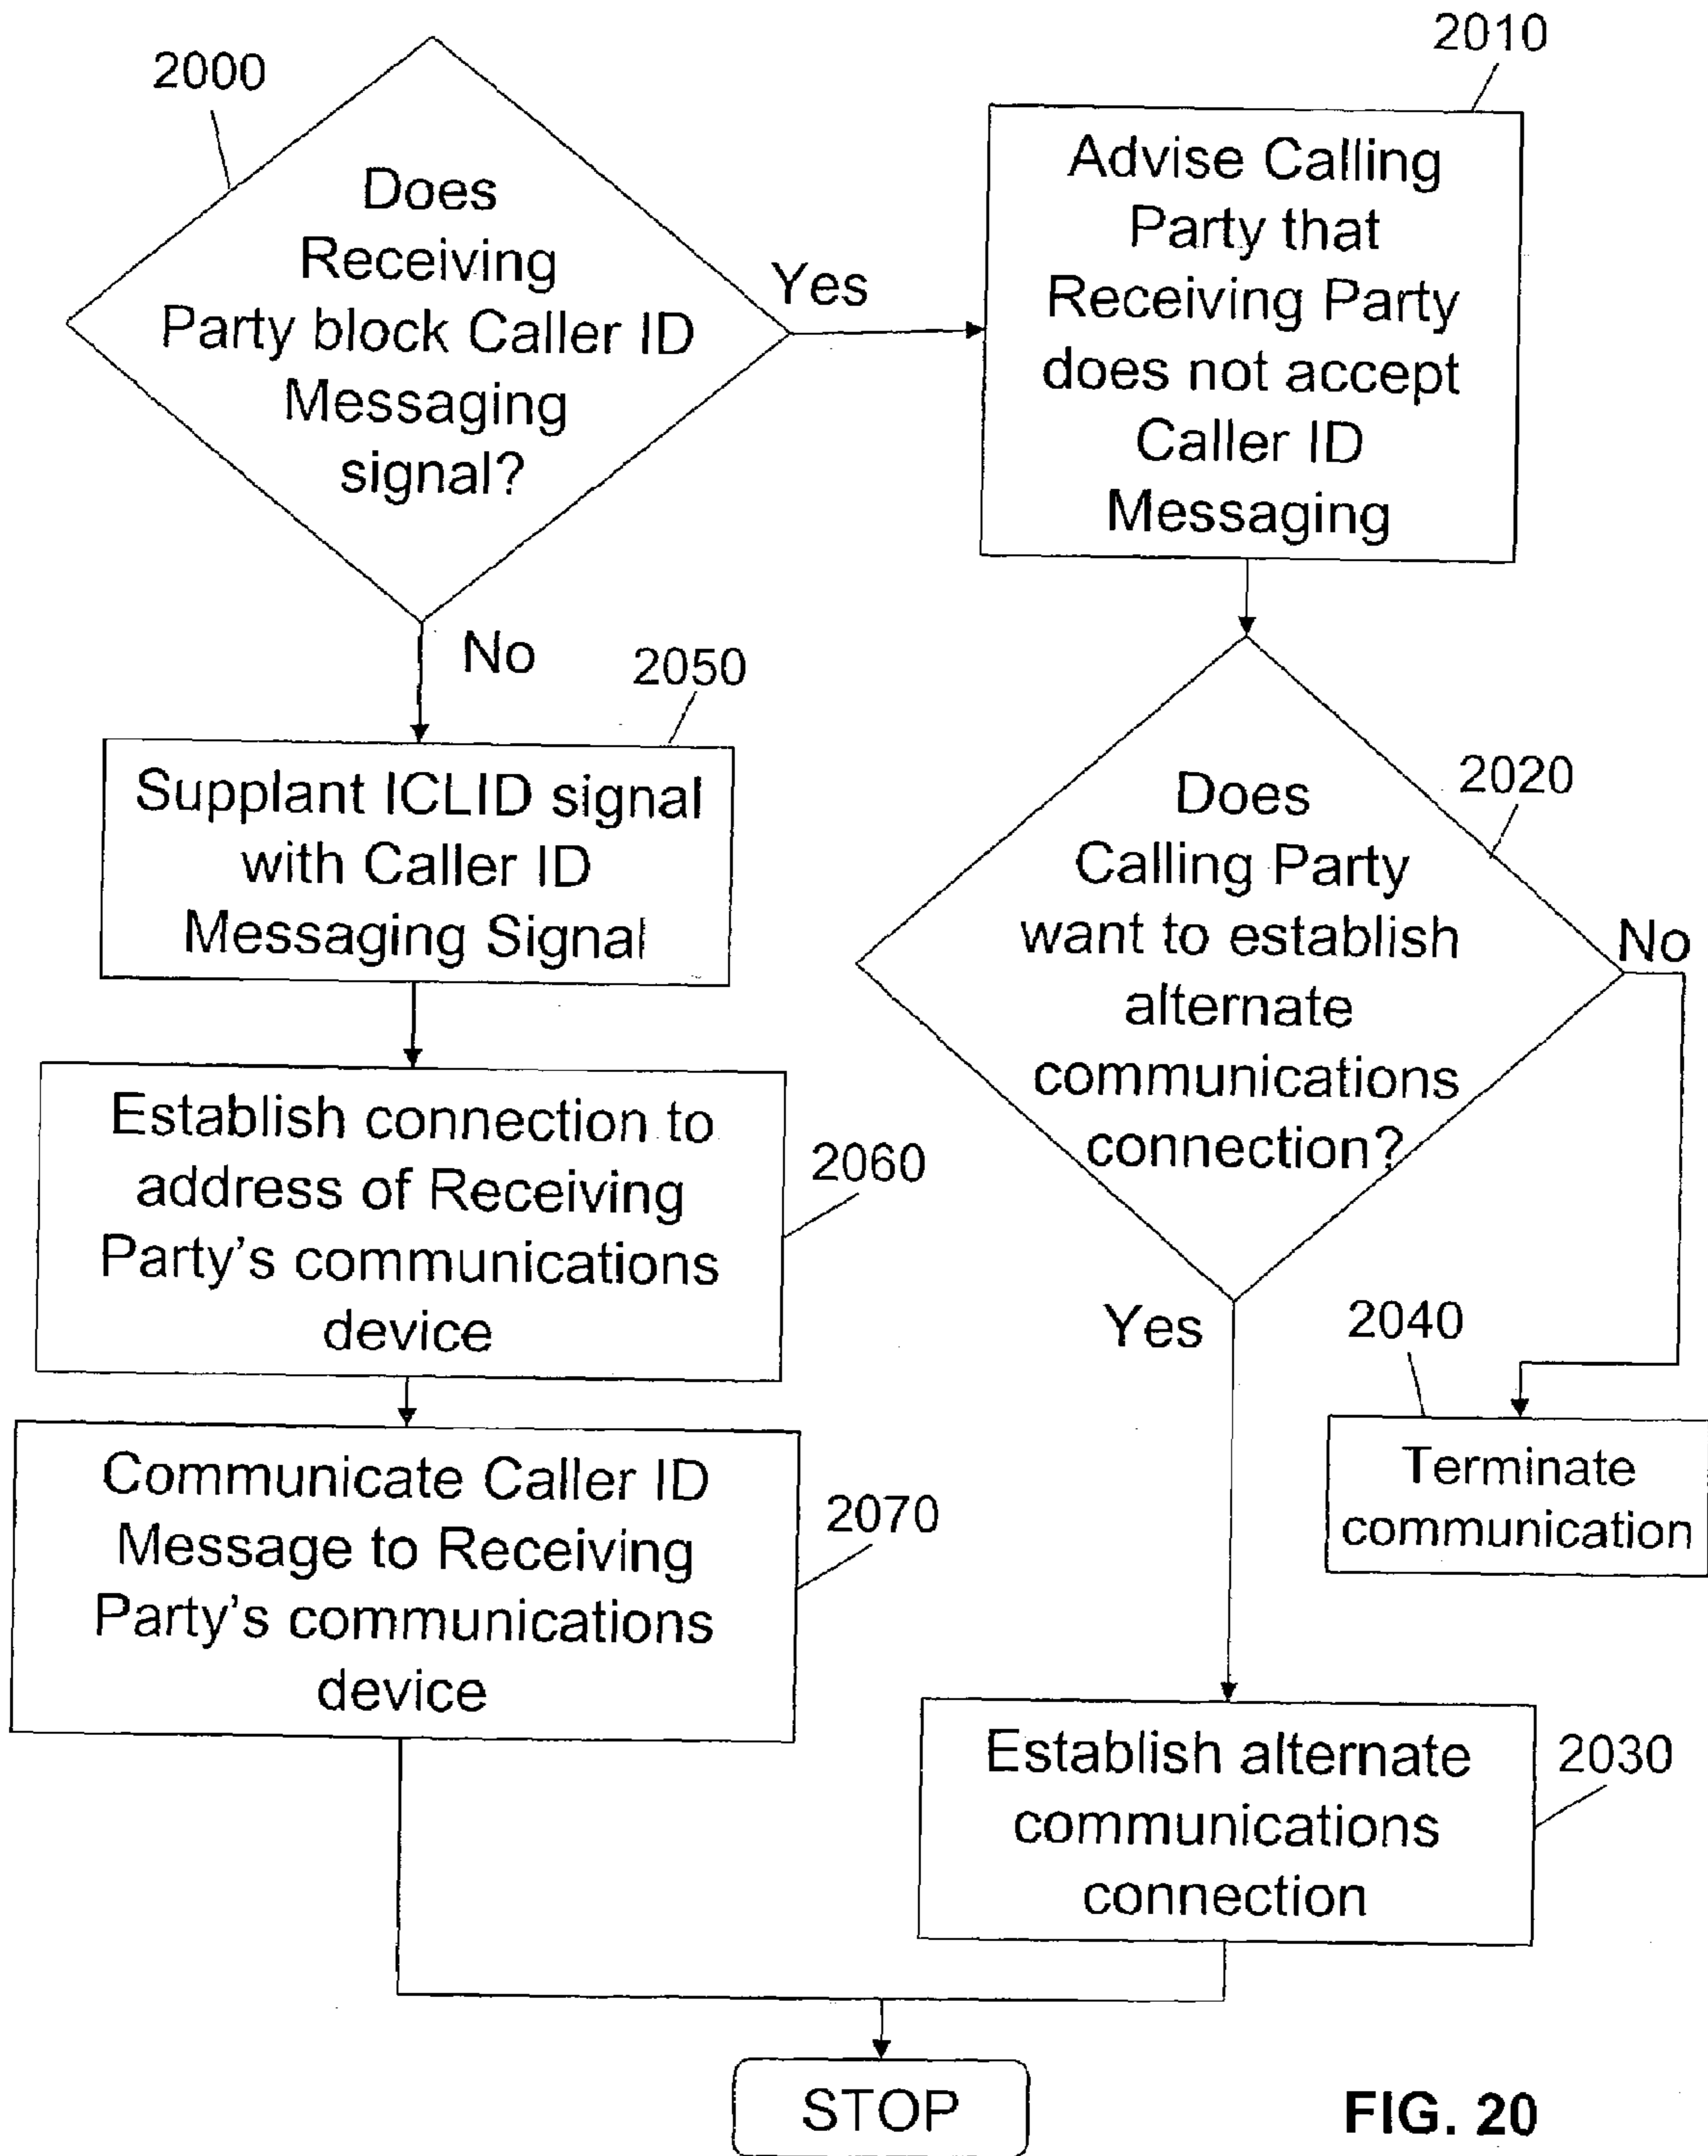 2000
Does
Receiving
Party block Caller ID
Messaging
signal?
Yes
2010
Advise Calling
Party that
Receiving Party
does not accept
Caller ID
Messaging
No
2050
Supplant ICLID signal
with Caller ID
Messaging Signal
2020
Does
Calling Party
want to establish
alternate
communications
connection?
No
Yes
2060
Establish connection to
address of Receiving
Party's communications
device
2040
Terminate
communication
2070
Communicate Caller ID
Message to Receiving
Party's communications
device
2030
Establish alternate
communications
connection
STOP
FIG. 20